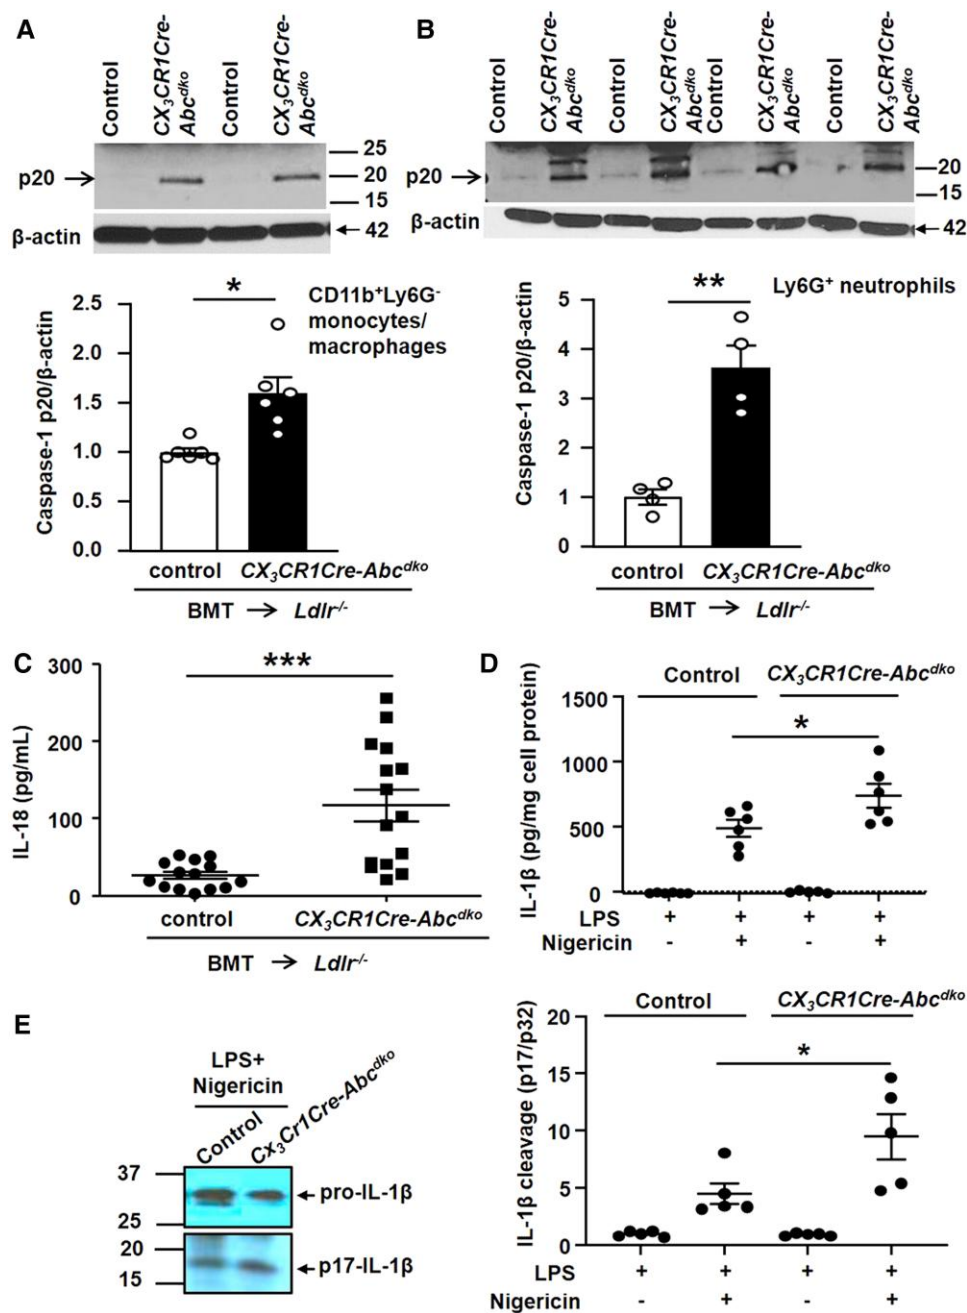 A
Control
CX3CR1Cre-
Abcdko
Control
CX3CR1Cre-
Abcdko
25
p20 → 20
15
β-actin
← 42
CD11b+Ly6G-
monocytes/
macrophages
*
Caspase-1 p20/β-actin
2.5
2.0
1.5
1.0
0.5
0.0
control CX3CR1Cre-Abcdko
BMT → Ldlr-/-
B
Control
CX3CR1Cre-
Abcdko
Control
CX3CR1Cre-
Abcdko
Control
CX3CR1Cre-
Abcdko
Control
CX3CR1Cre-
Abcdko
p20 → 20
15
β-actin
← 42
** Ly6G+ neutrophils
Caspase-1 p20/β-actin
5
4
3
2
1
0
control CX3CR1Cre-Abcdko
BMT → Ldlr-/-
C
***
IL-18 (pg/mL)
300
200
100
0
control CX3CR1Cre-Abcdko
BMT → Ldlr-/-
D
Control CX3CR1Cre-Abcdko
*
IL-1β (pg/mg cell protein)
1500
1000
500
0
LPS + + + +
Nigericin - + - +
E
LPS+
Nigericin
Control
Cx3Cr1Cre-Abcdko
37
← pro-IL-1β
25
20
← p17-IL-1β
15
Control CX3CR1Cre-Abcdko
*
IL-1β cleavage (p17/p32)
20
15
10
5
0
LPS + + + +
Nigericin - + - +